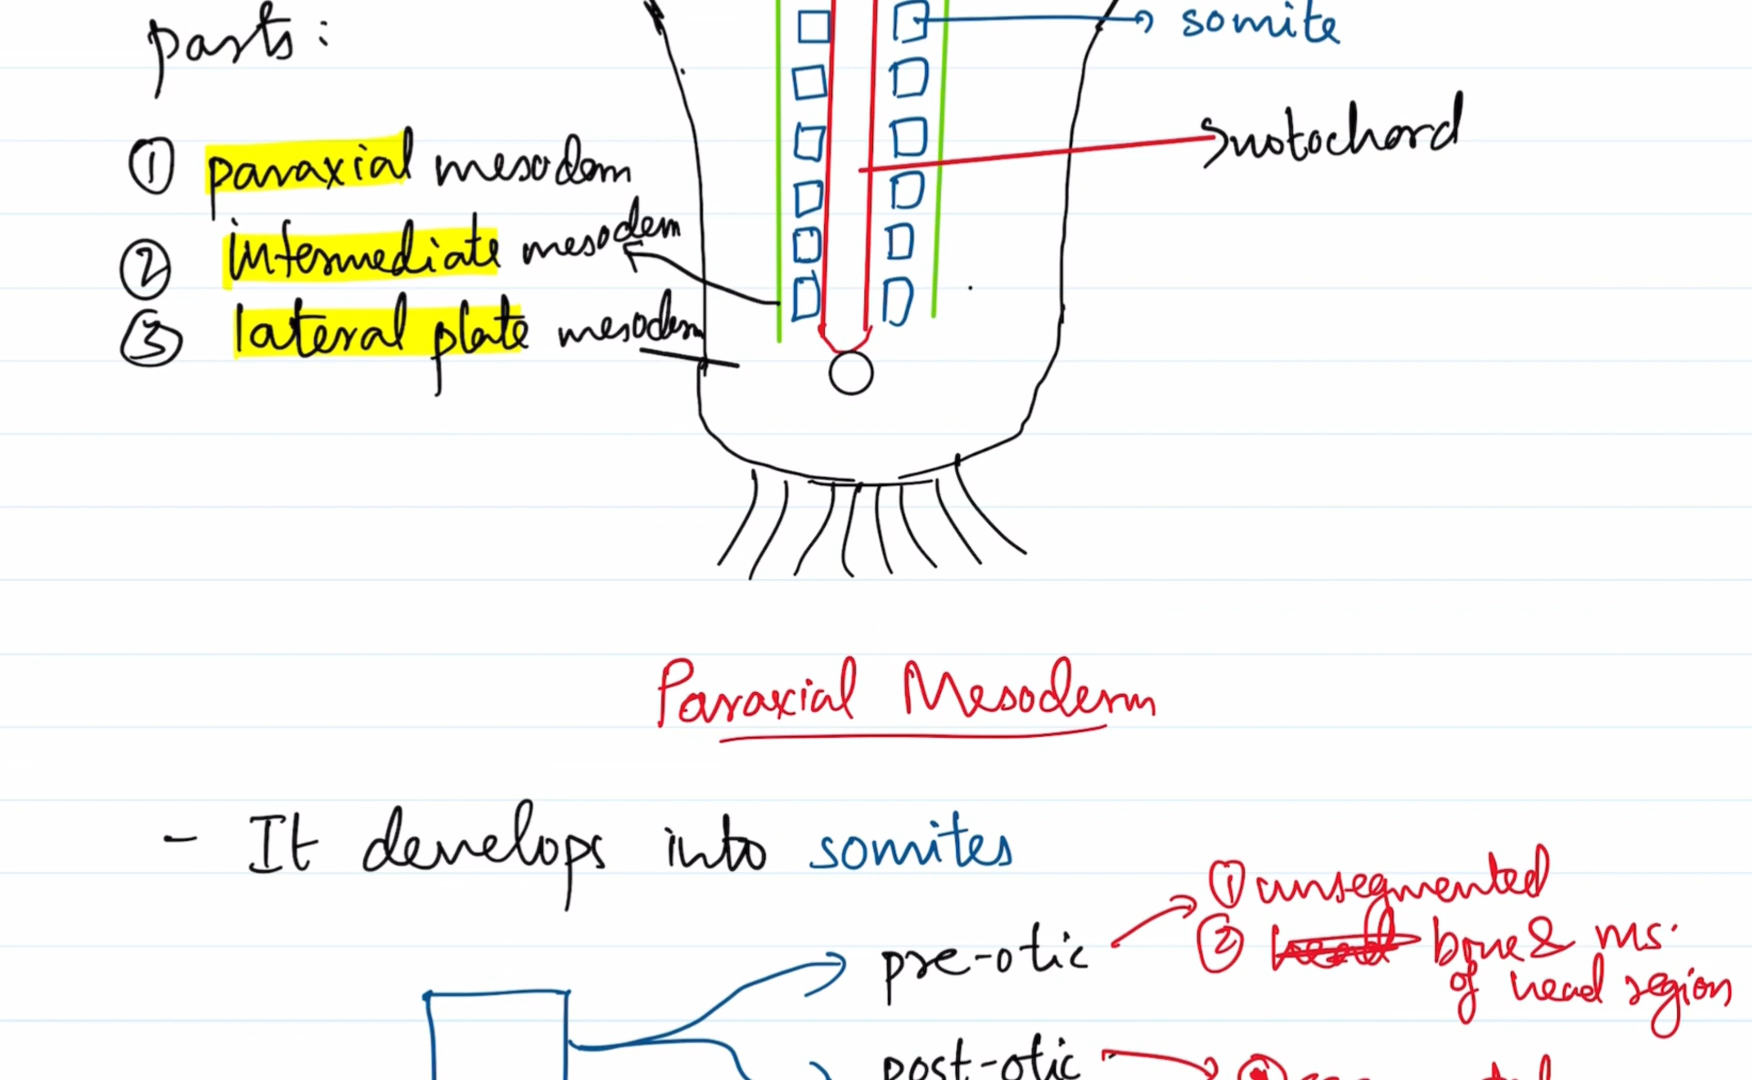 parts :
somite
notochord
① paraxial mesoderm
② intermediate mesoderm
③ lateral plate mesoderm
Paraxial Mesoderm
- It develops into somites
pre-otic
① unsegmented
② bone & ms.
of head region
post-otic